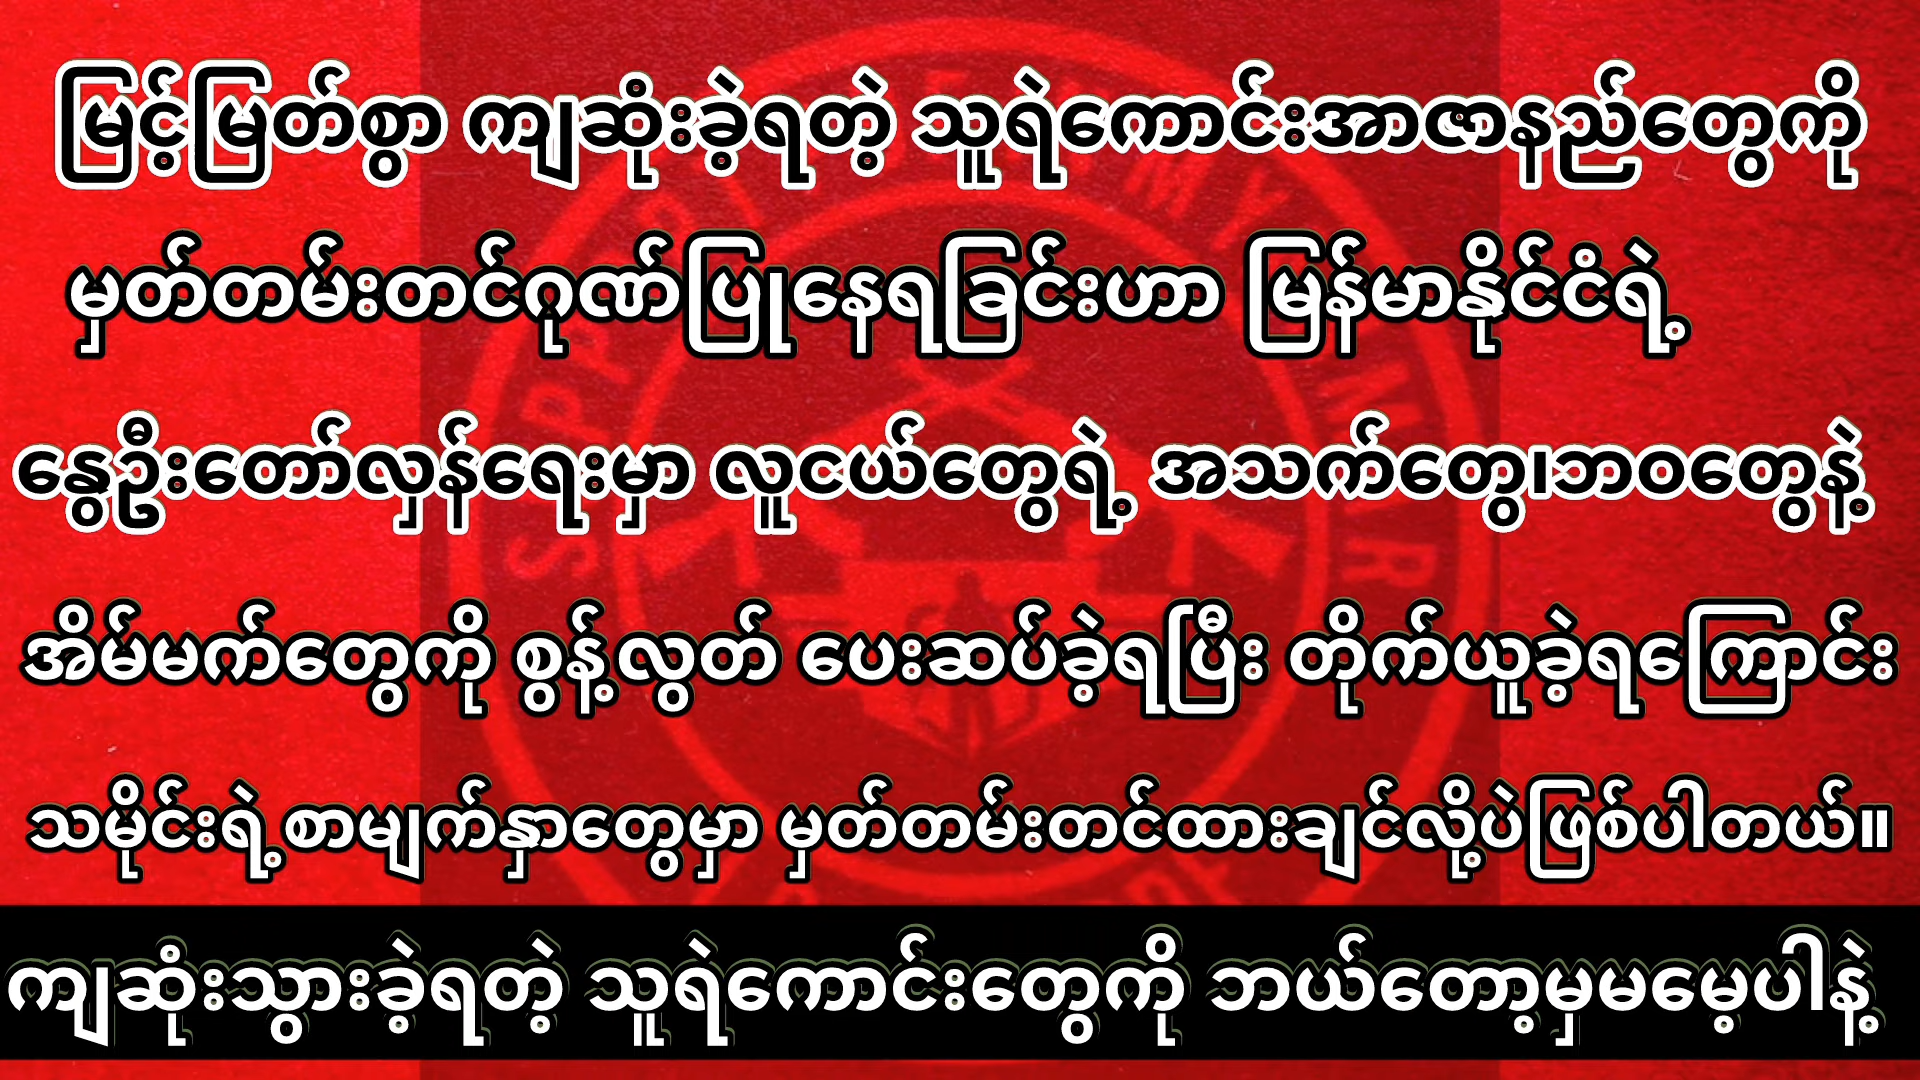 မြင့်မြတ်စွာ ကျဆုံးခဲ့ရတဲ့ သူရဲကောင်းအာဇာနည်တွေကို
မှတ်တမ်းတင်ဂုဏ်ပြုနေရခြင်းဟာ မြန်မာနိုင်ငံရဲ့
နွေဦးတော်လှန်ရေးမှာ လူငယ်တွေရဲ့ အသက်တွေ၊ဘဝတွေနဲ့
အိမ်မက်တွေကို စွန့်လွတ် ပေးဆပ်ခဲ့ရပြီး တိုက်ယူခဲ့ရကြောင်း
သမိုင်းရဲ့စာမျက်နှာတွေမှာ မှတ်တမ်းတင်ထားချင်လို့ပဲဖြစ်ပါတယ်။
ကျဆုံးသွားခဲ့ရတဲ့ သူရဲကောင်းတွေကို ဘယ်တော့မှမမေ့ပါနဲ့